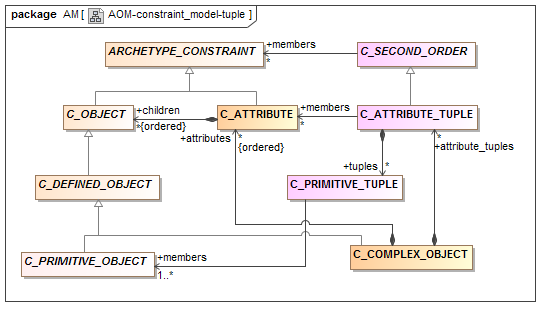 package AM [ AOM-constraint_model-tuple ]
ARCHETYPE_CONSTRAINT
+members
*
C_SECOND_ORDER
C_OBJECT
+children
*{ordered}
C_ATTRIBUTE
+members
*
C_ATTRIBUTE_TUPLE
+attributes
*
{ordered}
*
+attribute_tuples
+tuples
*
C_DEFINED_OBJECT
C_PRIMITIVE_TUPLE
C_PRIMITIVE_OBJECT
+members
1..*
C_COMPLEX_OBJECT